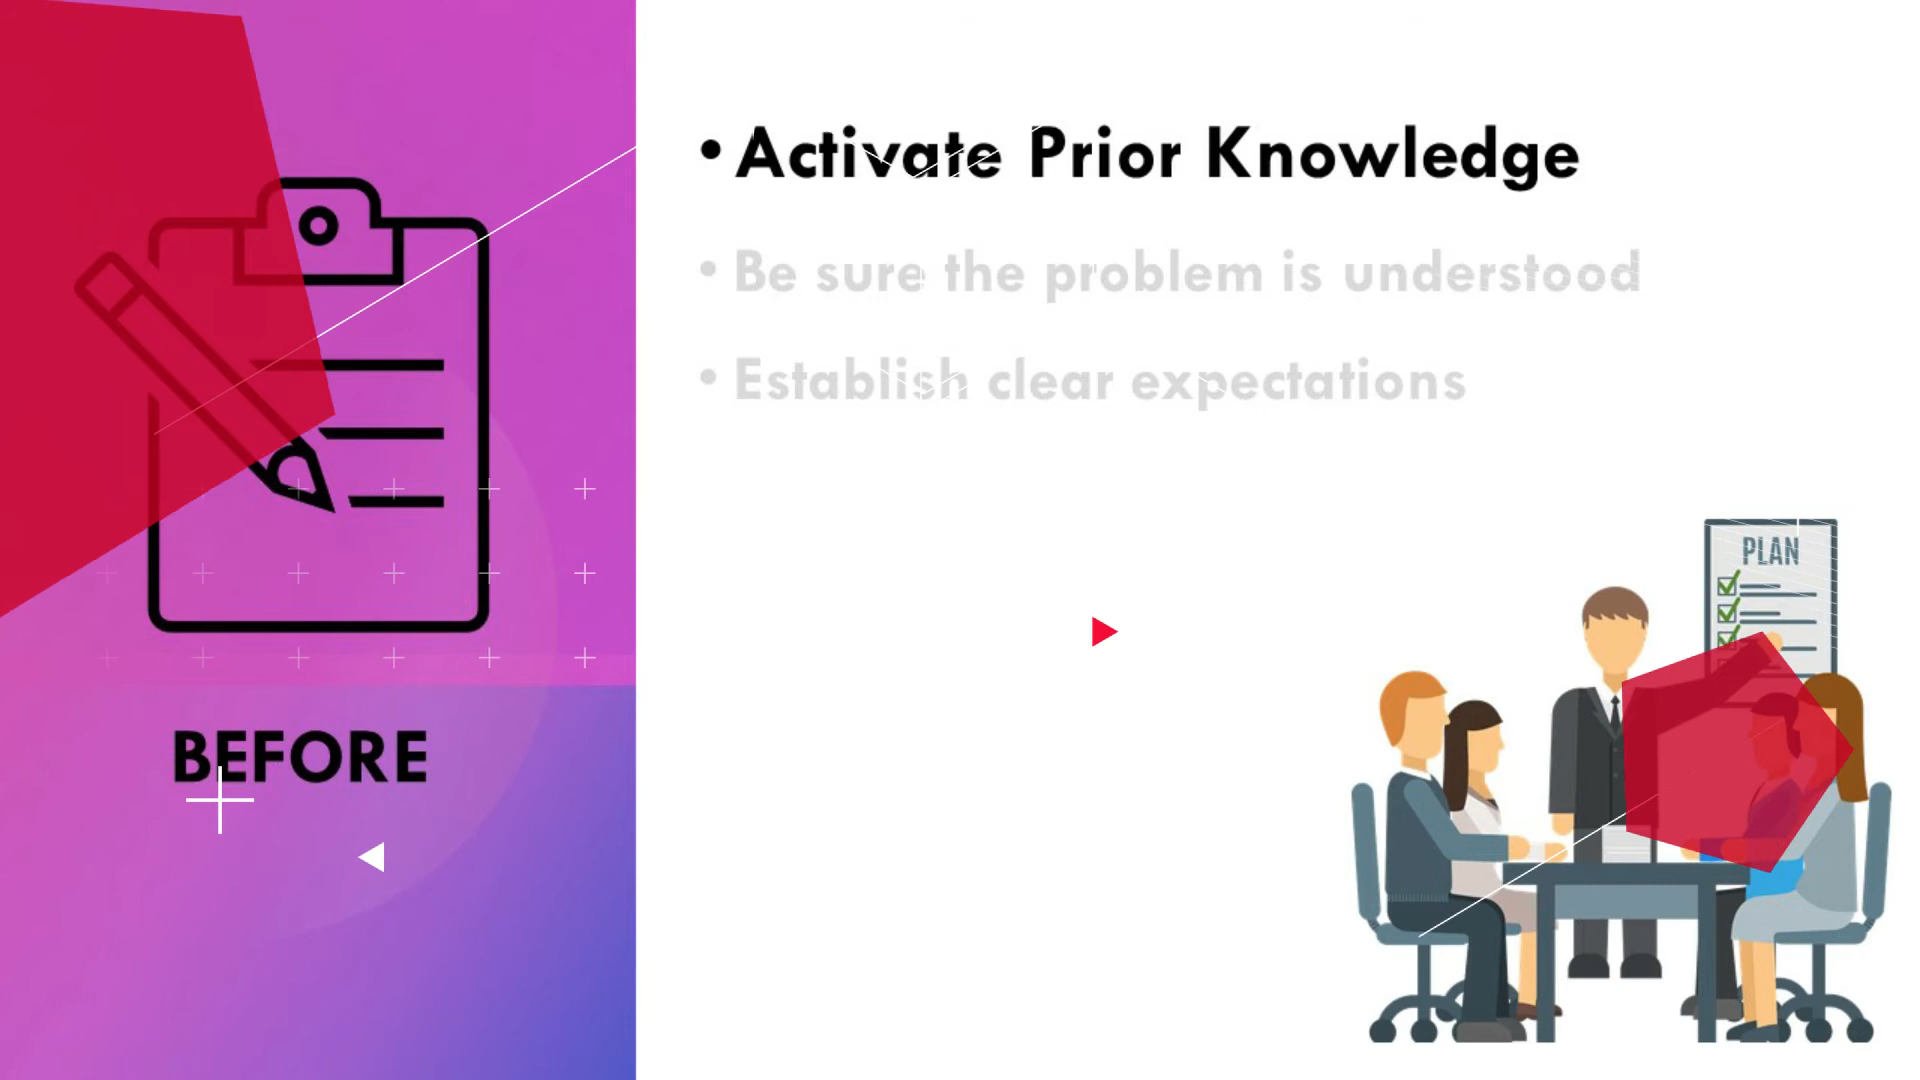 • Activate Prior Knowledge
• Be sure the problem is understood
• Establish clear expectations
PLAN
BEFORE